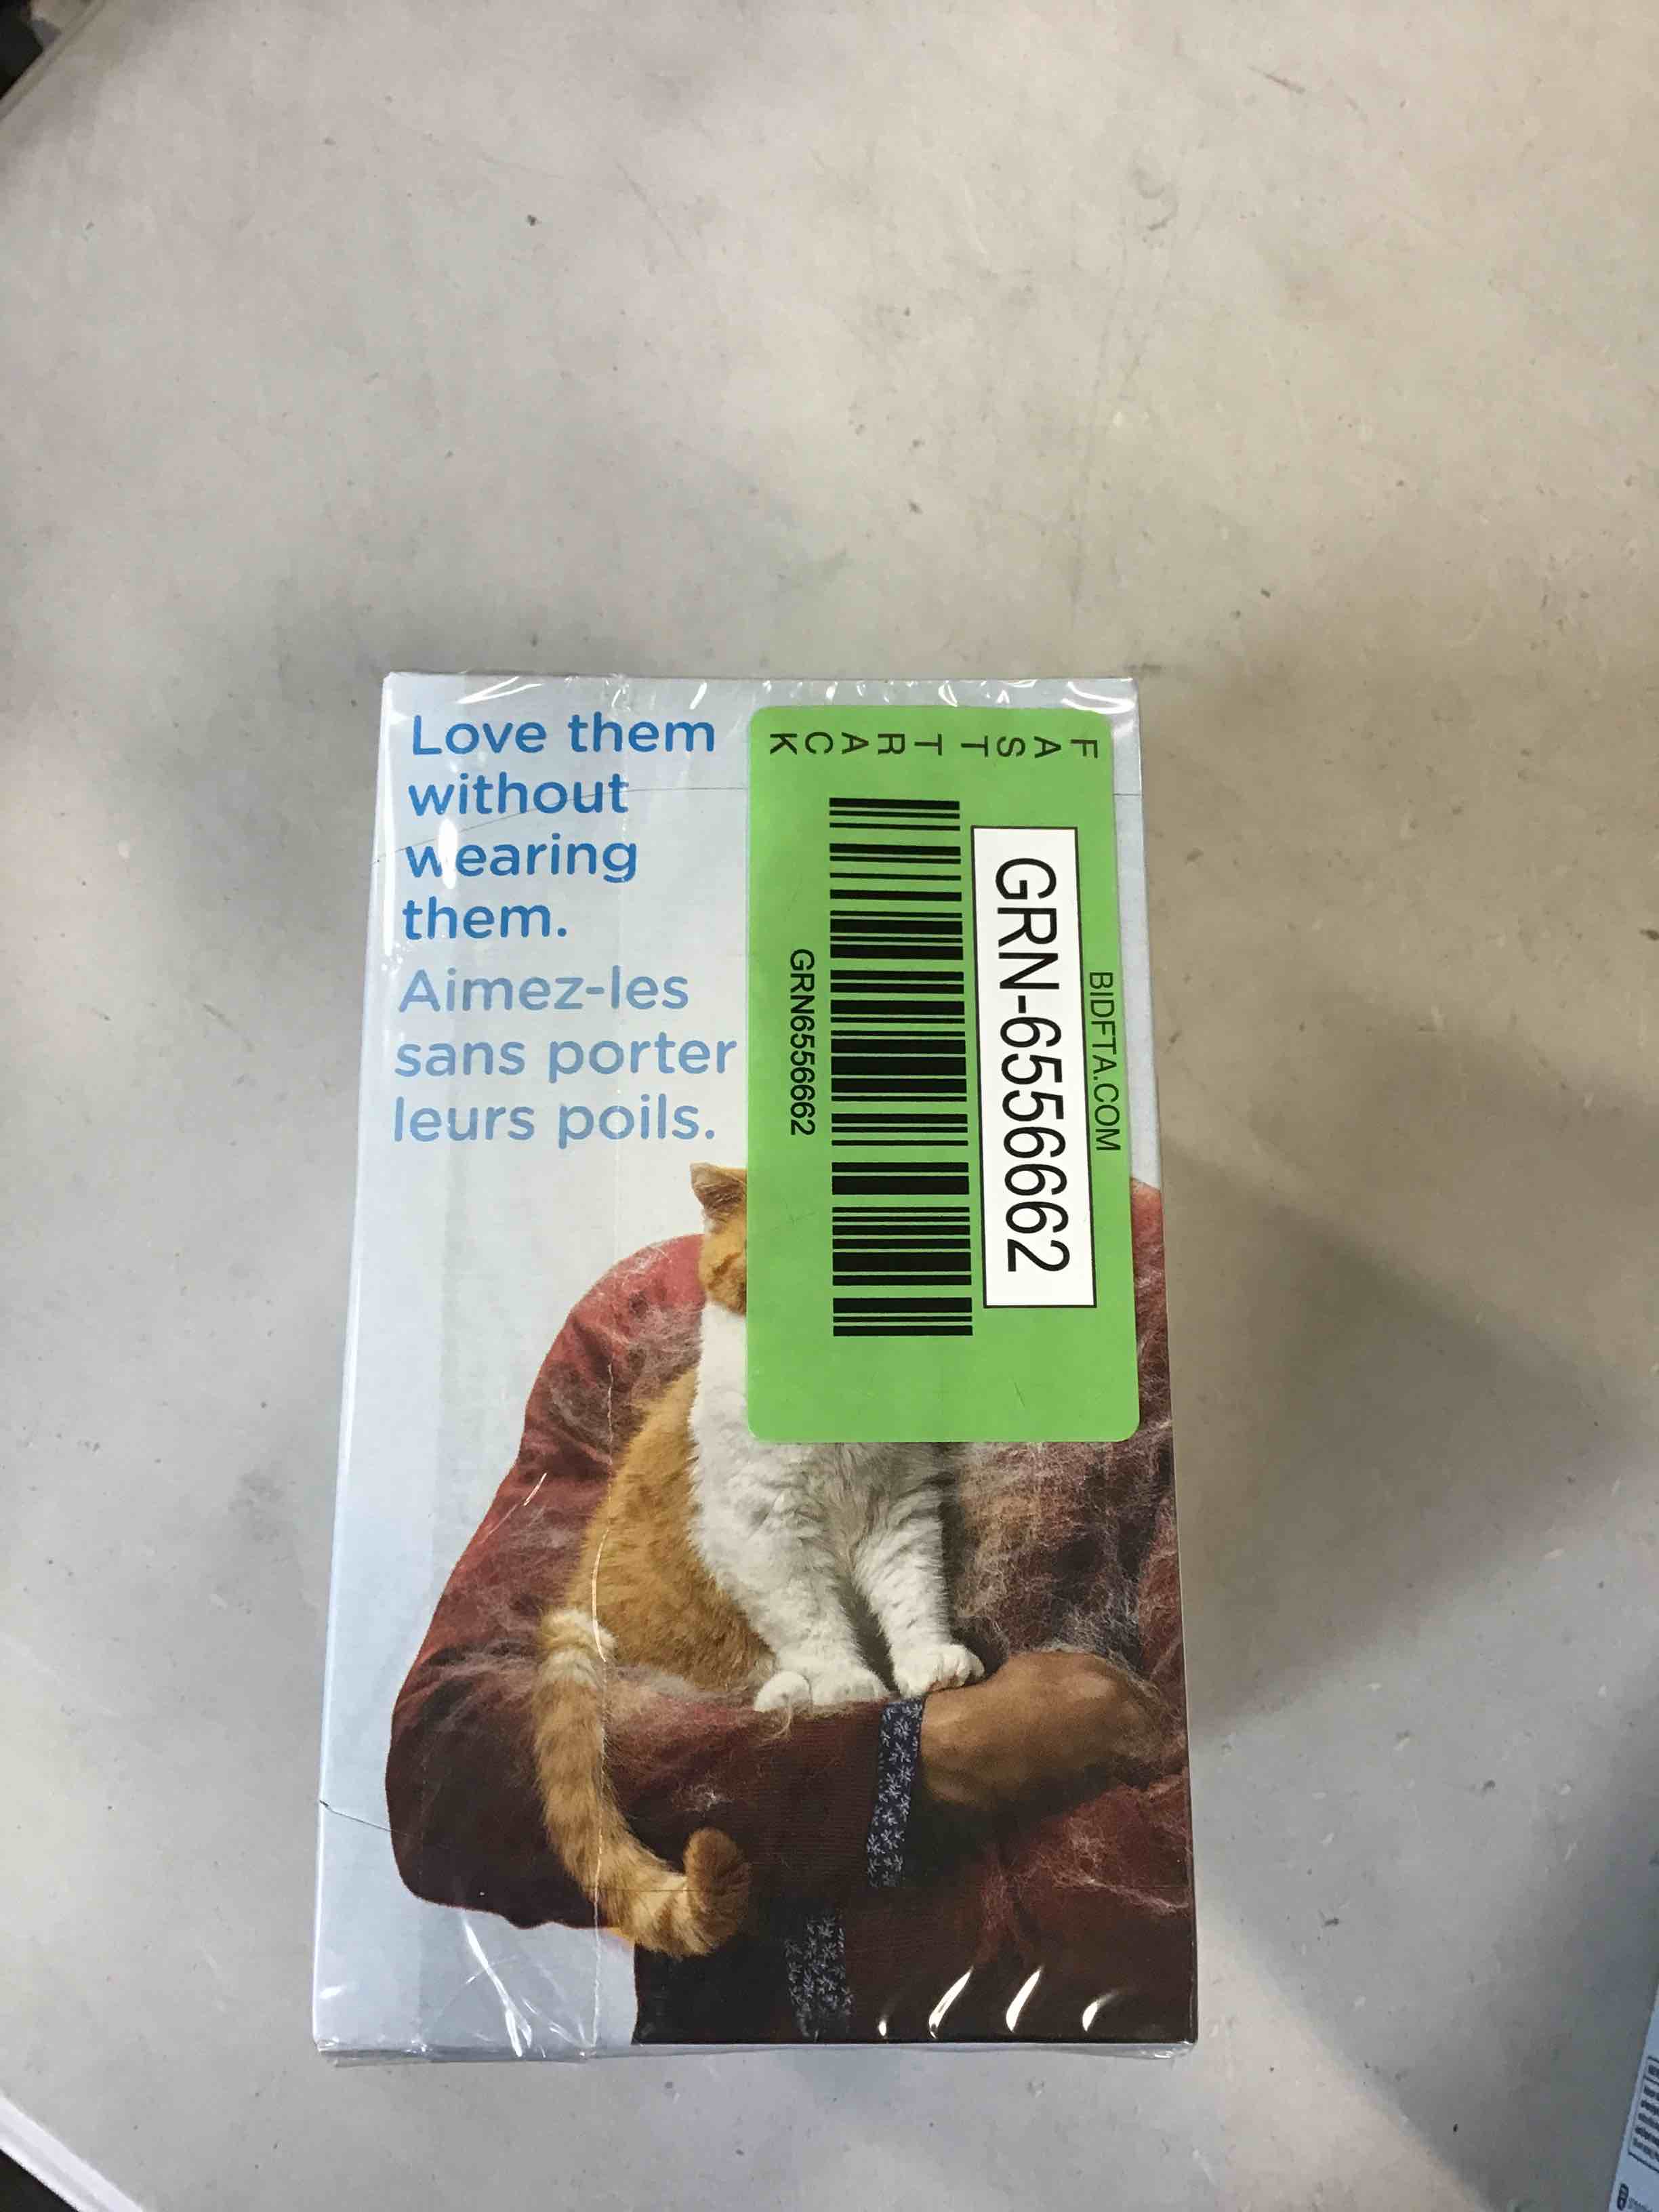 Love them
without
wearing
them.
Aimez-les
sans porter
leurs poils.
FAST TRACK
BIDFTA.COM
GRN-6556662
GRN6556662